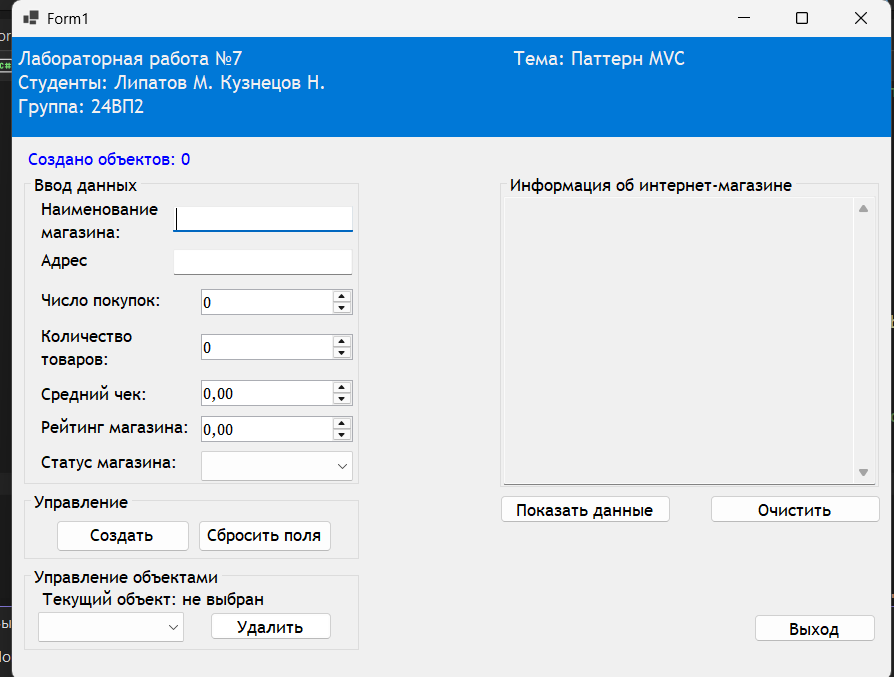 Form1
Лабораторная работа №7
Тема: Паттерн MVC
Студенты: Липатов М. Кузнецов Н.
Группа: 24ВП2
Создано объектов: 0
Ввод данных
Наименование
магазина:
Адрес
Число покупок:
0
Количество
товаров:
0
Средний чек:
0,00
Рейтинг магазина:
0,00
Статус магазина:
Информация об интернет-магазине
Показать данные
Очистить
Управление
Создать
Сбросить поля
Управление объектами
Текущий объект: не выбран
Удалить
Выход